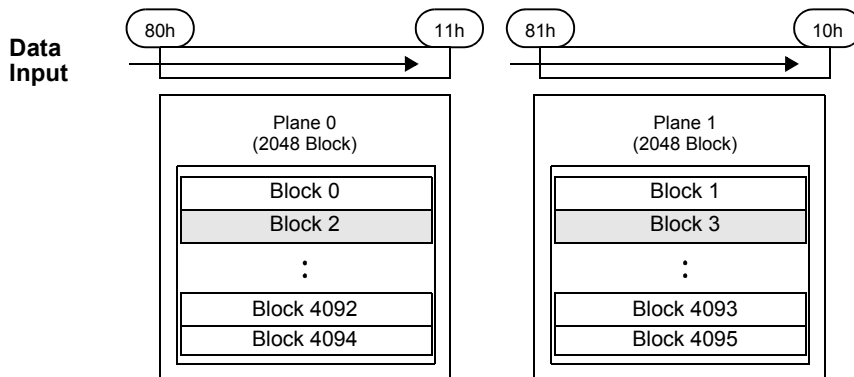 80h 11h 81h 10h
Data
Input
Plane 0
(2048 Block)
Block 0
Block 2
:
Block 4092
Block 4094
Plane 1
(2048 Block)
Block 1
Block 3
:
Block 4093
Block 4095